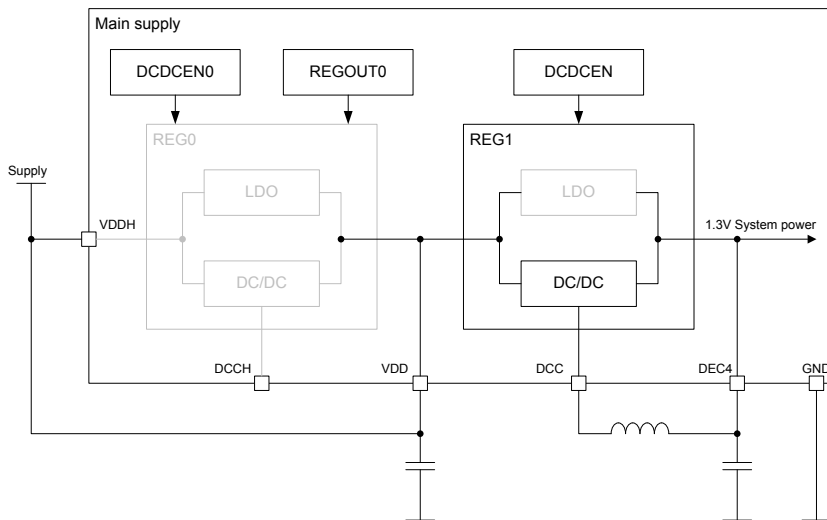 Main supply
DCDCEN0
REGOUT0
DCDCEN
REG0
REG1
Supply
LDO
LDO
VDDH
1.3V System power
DC/DC
DC/DC
DCCH
VDD
DCC
DEC4
GND